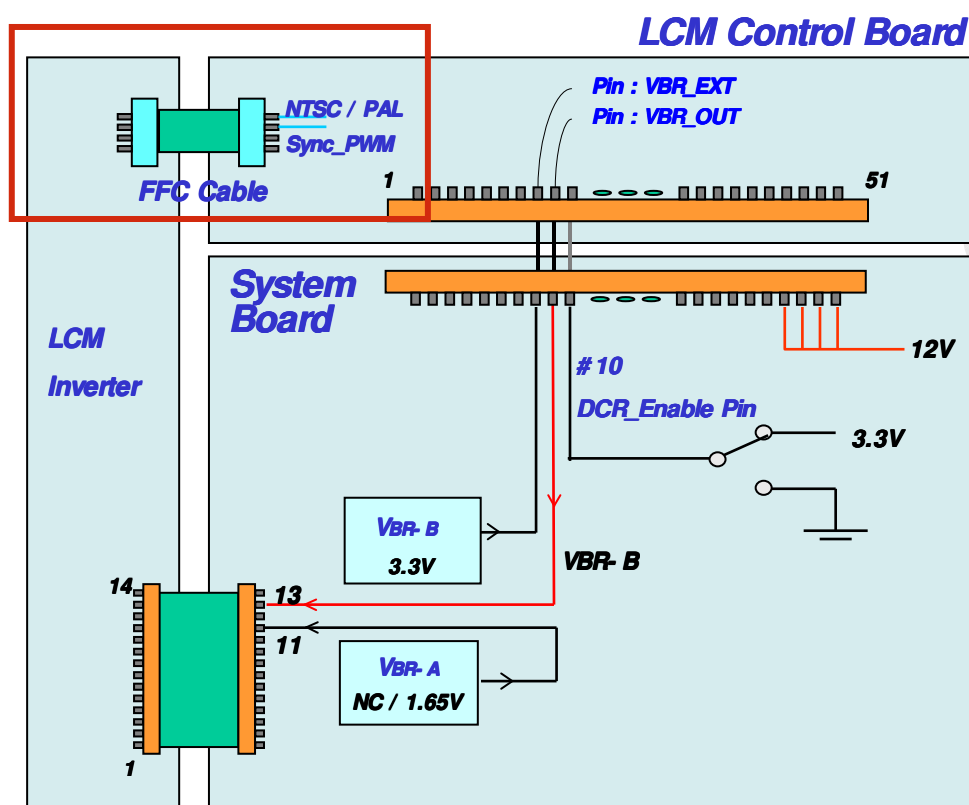 LCM Control Board
Pin : VBR_EXT
Pin : VBR_OUT
NTSC / PAL
Sync_PWM
FFC Cable
1
51
System
Board
LCM
Inverter
12V
# 10
DCR_Enable Pin
3.3V
VBR- B
3.3V
VBR- B
14
13
11
VBR- A
NC / 1.65V
1